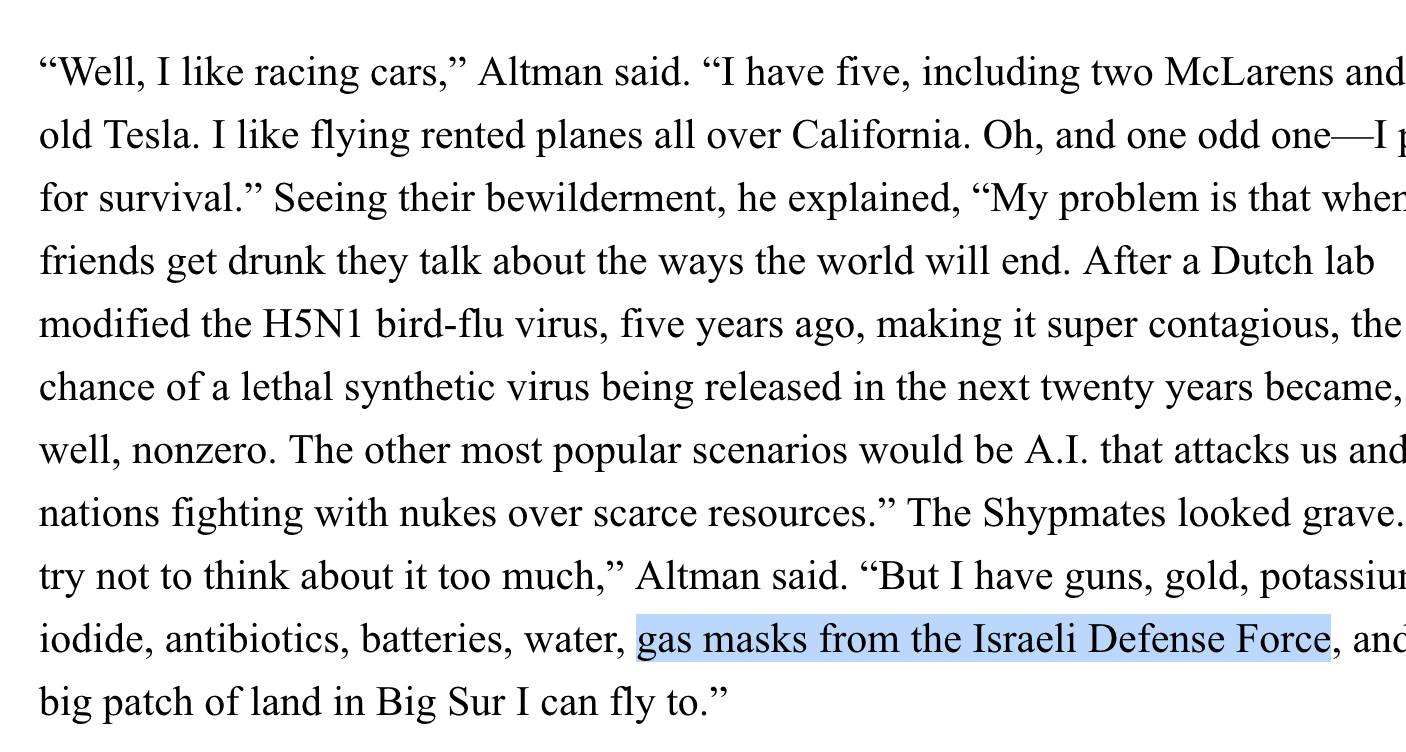 “Well, I like racing cars,” Altman said. “I have five, including two McLarens and
old Tesla. I like flying rented planes all over California. Oh, and one odd one—I
for survival.” Seeing their bewilderment, he explained, “My problem is that when
friends get drunk they talk about the ways the world will end. After a Dutch lab
modified the H5N1 bird-flu virus, five years ago, making it super contagious, the
chance of a lethal synthetic virus being released in the next twenty years became,
well, nonzero. The other most popular scenarios would be A.I. that attacks us and
nations fighting with nukes over scarce resources.” The Shypmates looked grave.
try not to think about it too much,” Altman said. “But I have guns, gold,
iodide, antibiotics, batteries, water, gas masks from the Israeli Defense Force, and
big patch of land in Big Sur I can fly to.”